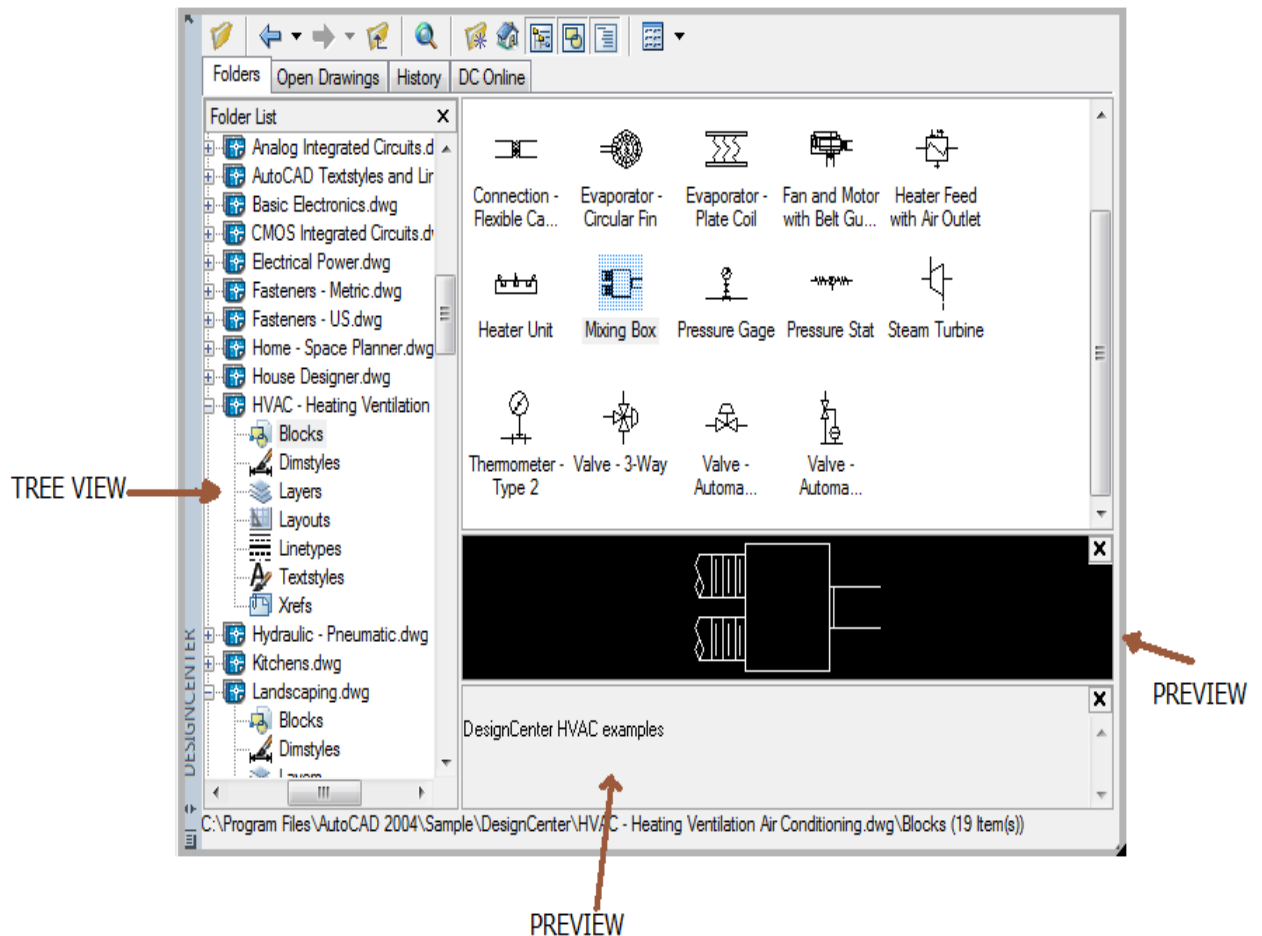 Folders
Open Drawings
History
DC Online
Folder List
Analog Integrated Circuits.d
AutoCAD Textstyles and Lir
Basic Electronics.dwg
CMOS Integrated Circuits.d
Electrical Power.dwg
Fasteners - Metric.dwg
Fasteners - US.dwg
Home - Space Planner.dwg
House Designer.dwg
HVAC - Heating Ventilation
Blocks
Dimstyles
Layers
Layouts
Linetypes
Textstyles
Xrefs
Hydraulic - Pneumatic.dwg
Kitchens.dwg
Landscaping.dwg
Blocks
Dimstyles
Layers
Connection -
Flexible Ca...
Evaporator -
Circular Fin
Evaporator -
Plate Coil
Fan and Motor
with Belt Gu...
Heater Feed
with Air Outlet
Heater Unit
Mixing Box
Pressure Gage
Pressure Stat
Steam Turbine
Thermometer -
Type 2
Valve - 3-Way
Valve -
Automa...
Valve -
Automa...
DesignCenter HVAC examples
C:\Program Files\AutoCAD 2004\Sample\DesignCenter\HVAC - Heating Ventilation Air Conditioning.dwg\Blocks (19 Item(s))
DESIGNCENTER
TREE VIEW
PREVIEW
PREVIEW